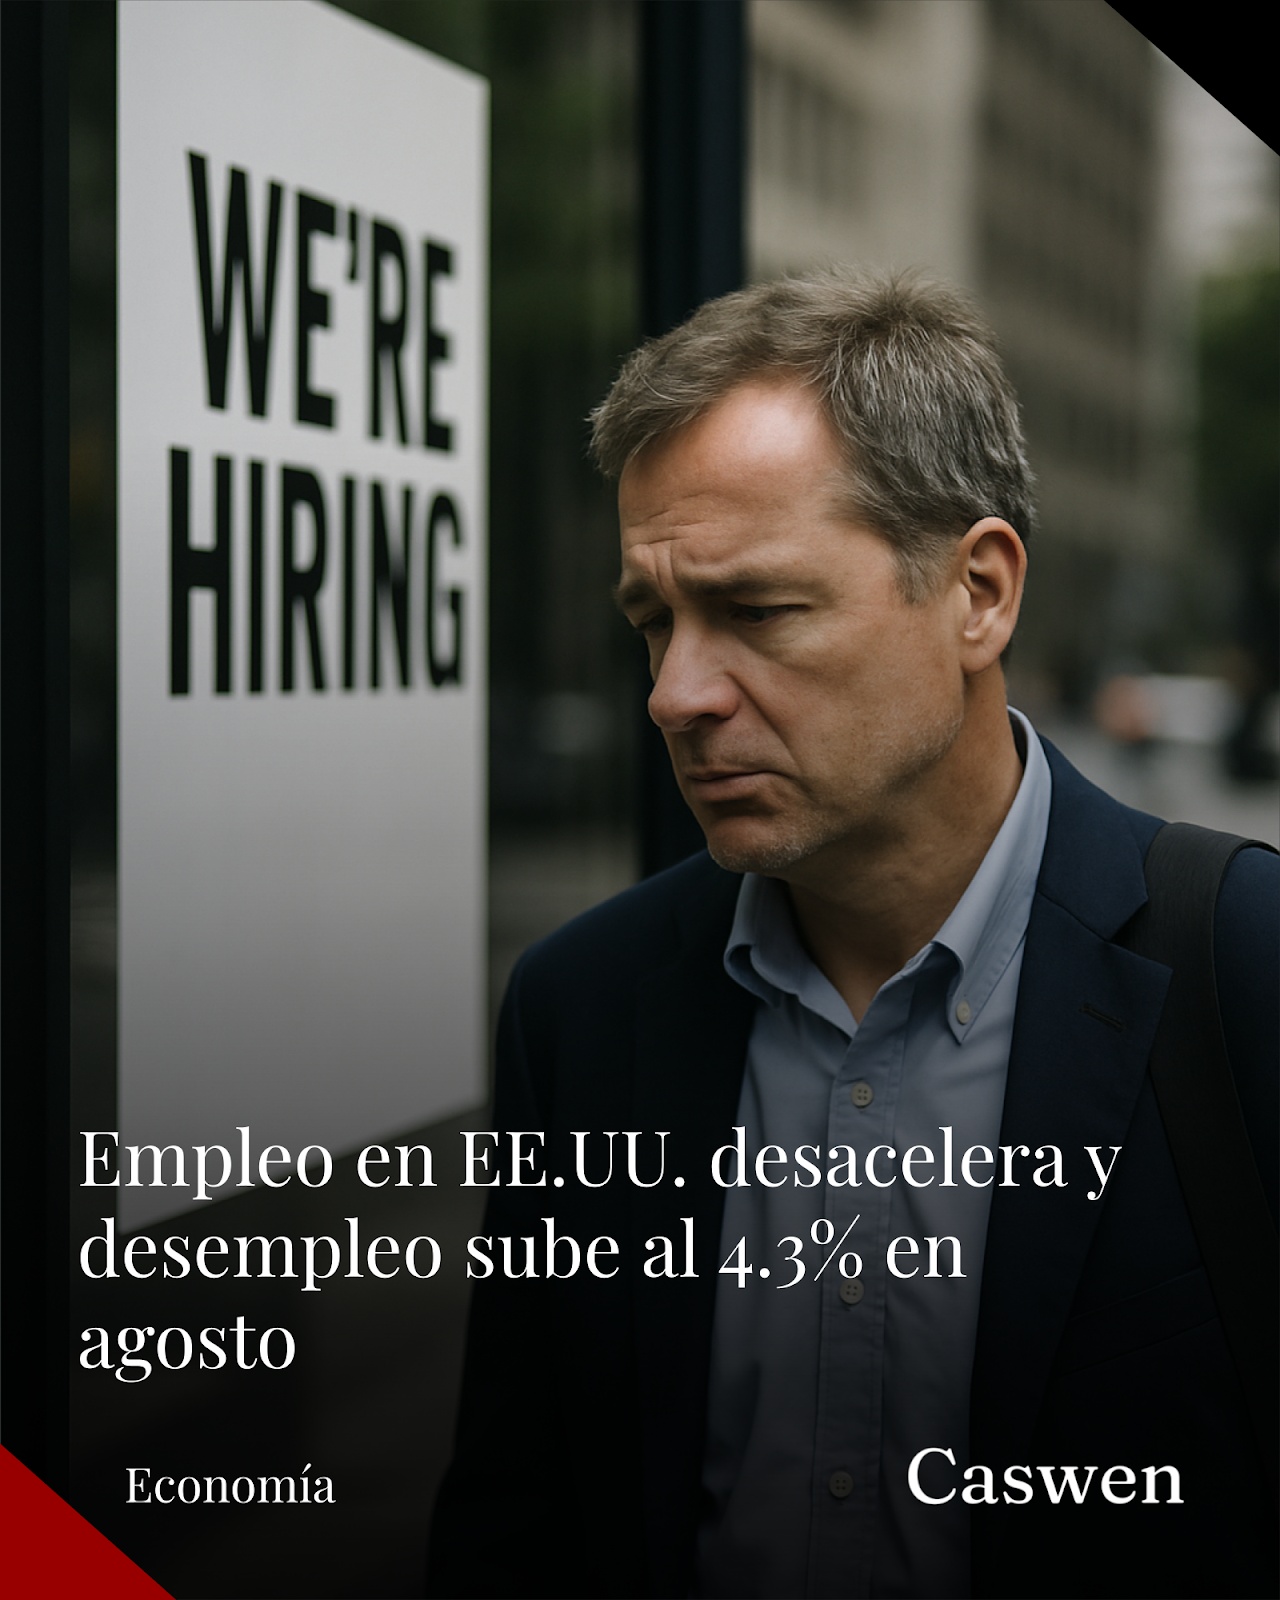 WE'RE
HIRING
Empleo en EE.UU. desacelera y
desempleo sube al 4.3% en
agosto
Economía
Caswen